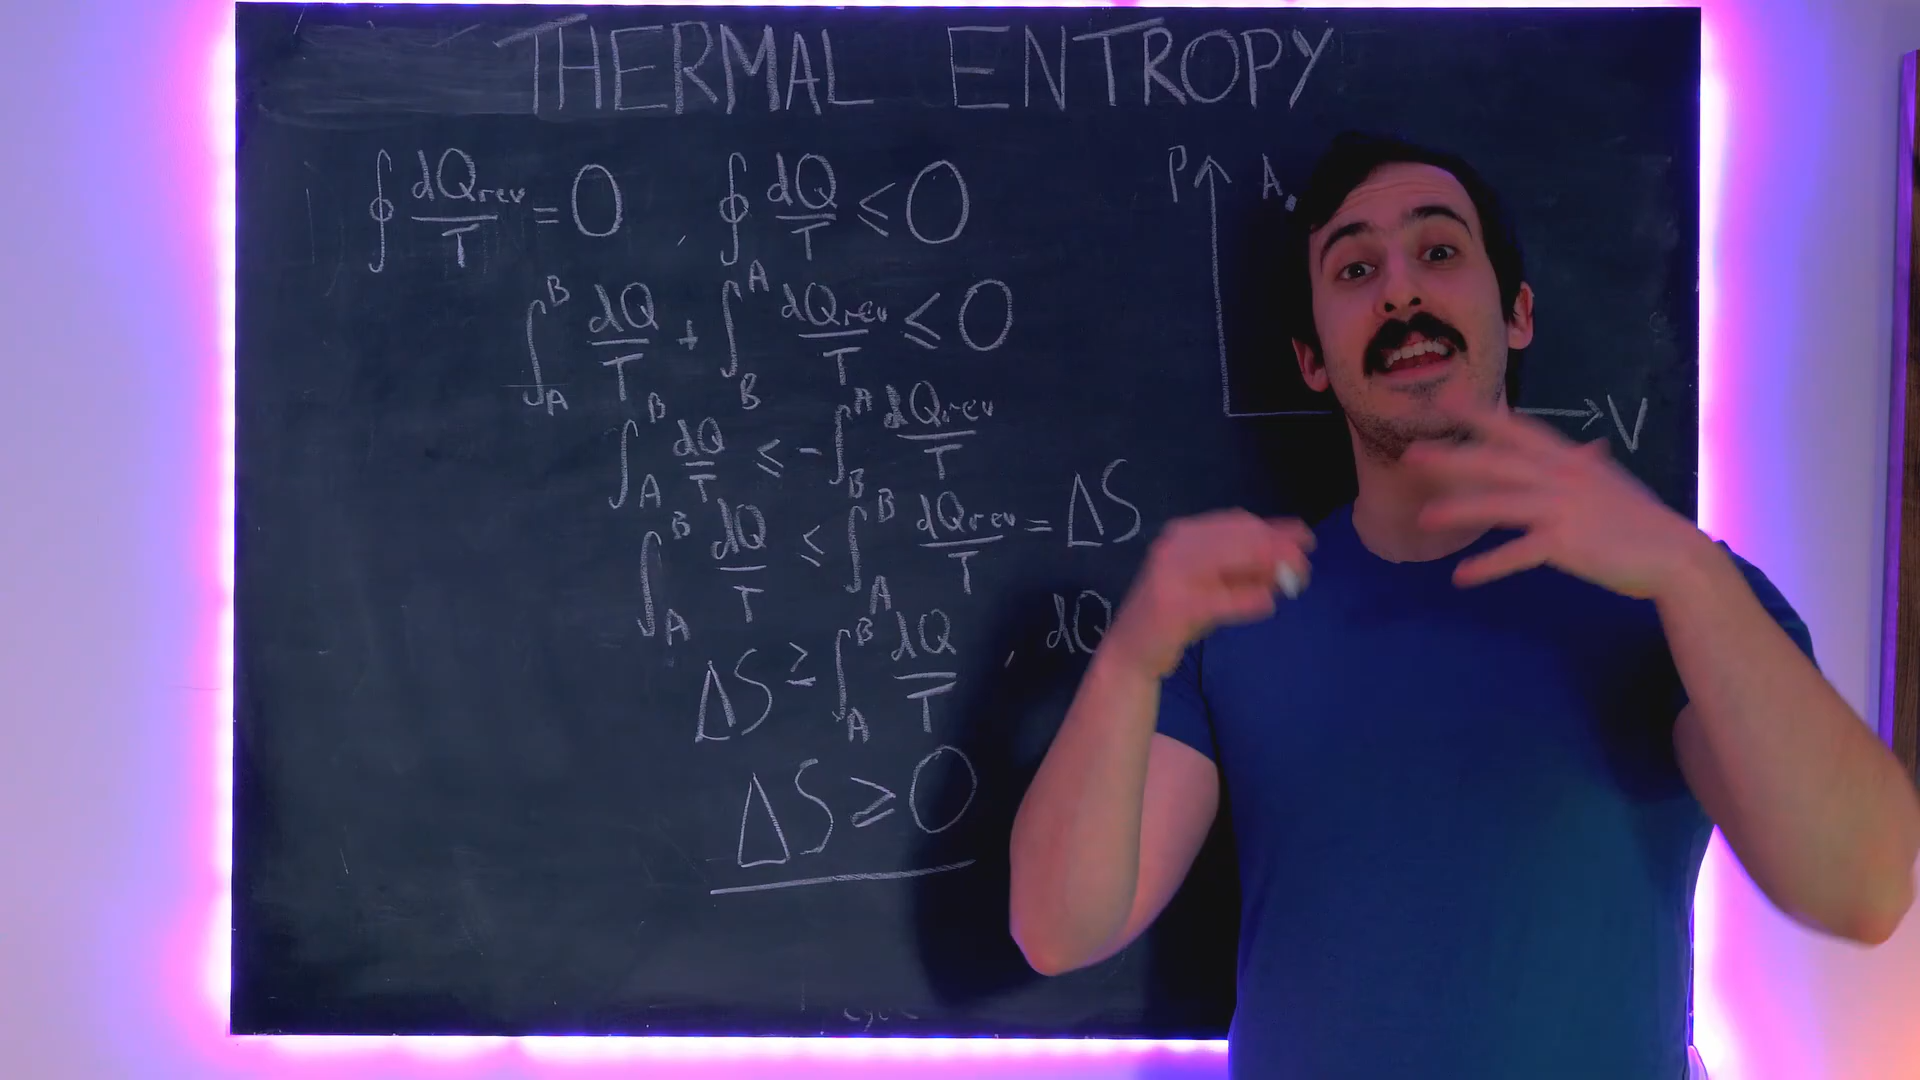 THERMAL ENTROPY
∮ dQrev/T = 0 , ∮ dQ/T ≤ 0
∫_A^B dQ/T + ∫_B^A dQrev/T ≤ 0
∫_A^B dQ/T ≤ -∫_B^A dQrev/T
∫_A^B dQ/T ≤ ∫_A^B dQrev/T = ΔS
ΔS ≥ ∫_A^B dQ/T , dQ
ΔS ≥ 0
P A.
V